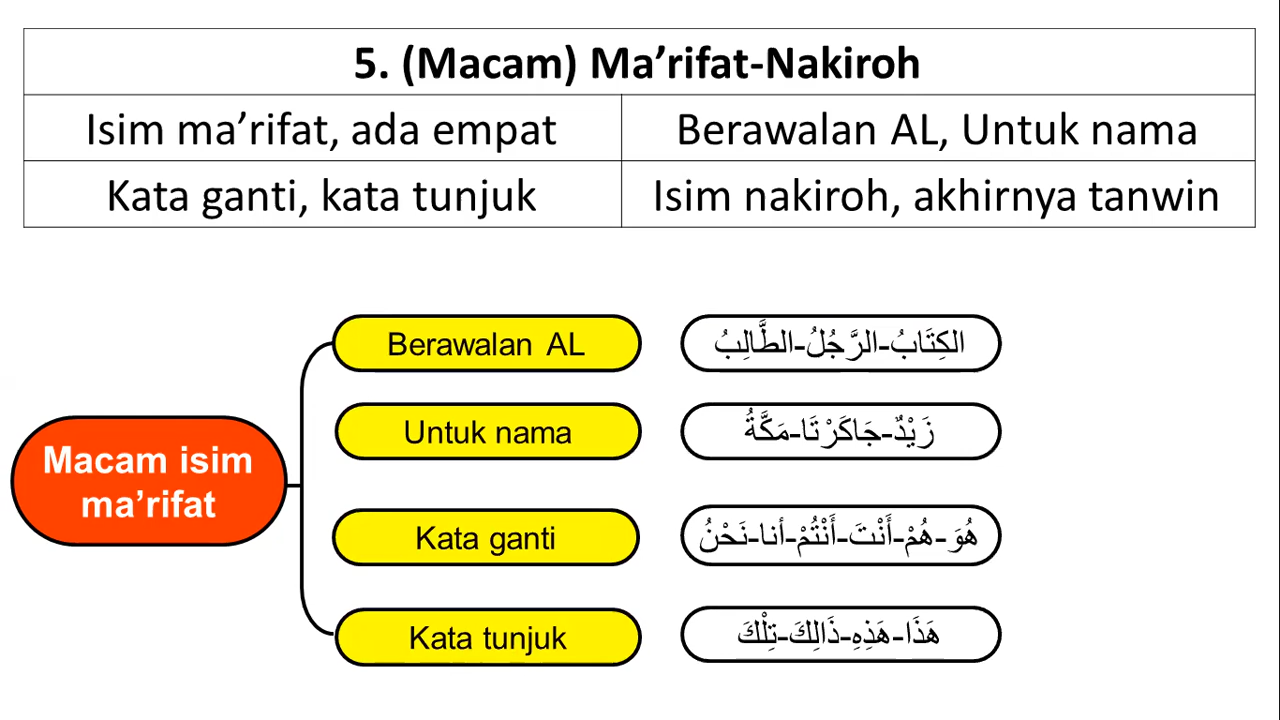 5. (Macam) Ma’rifat-Nakiroh
Isim ma’rifat, ada empat
Berawalan AL, Untuk nama
Kata ganti, kata tunjuk
Isim nakiroh, akhirnya tanwin
Macam isim
ma’rifat
Berawalan AL
الكِتَابُ-الرَّجُلُ-الطَّالِبُ
Untuk nama
زَيْدٌ-جَاكَرْتَا-مَكَّةُ
Kata ganti
هُوَ-هُمْ-أَنْتَ-أَنْتُمْ-أنا-نَحْنُ
Kata tunjuk
هَذَا-هَذِهِ-ذَالِكَ-تِلْكَ